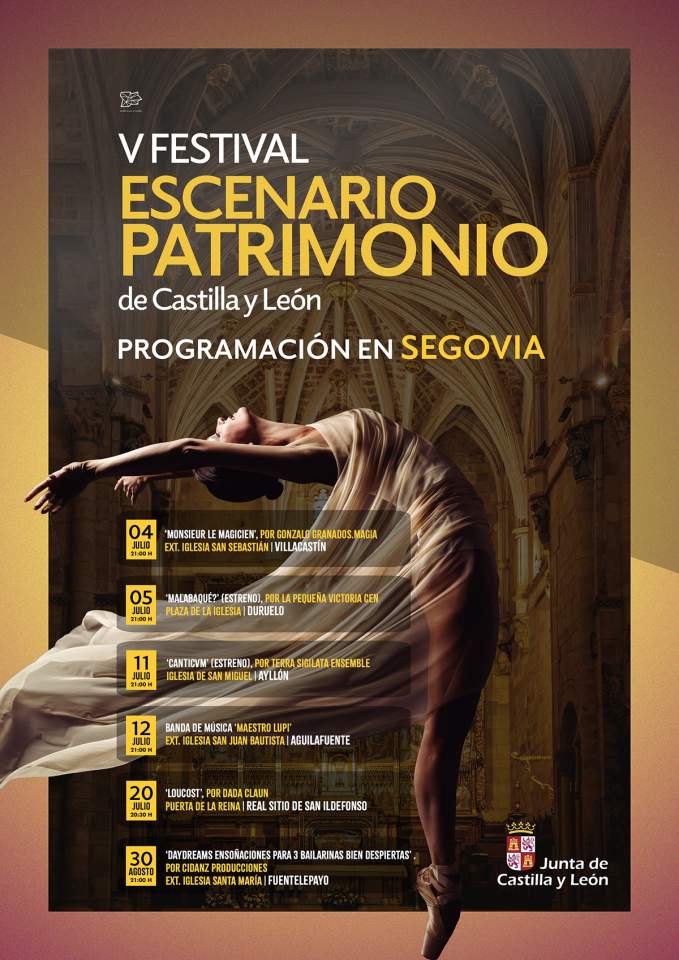 V FESTIVAL
ESCENARIO
PATRIMONIO
de Castilla y León
PROGRAMACIÓN EN SEGOVIA
04
JULIO
21:00 H
'MONSIEUR LE MAGICIEN', POR GONZALO GRANADOS.MAGIA
EXT. IGLESIA SAN SEBASTIÁN | VILLACASTÍN
05
JULIO
21:00 H
'MALABAQUÉ?' (ESTRENO), POR LA PEQUEÑA VICTORIA CEN
PLAZA DE LA IGLESIA | DURUELO
11
JULIO
21:00 H
'CANTICVM' (ESTRENO), POR TERRA SIGILATA ENSEMBLE
IGLESIA DE SAN MIGUEL | AYLLÓN
12
JULIO
21:00 H
BANDA DE MÚSICA 'MAESTRO LUPI'
EXT. IGLESIA SAN JUAN BAUTISTA | AGUILAFUENTE
20
JULIO
20:30 H
'LOUCOST', POR DADA CLAUN
PUERTA DE LA REINA | REAL SITIO DE SAN ILDEFONSO
30
AGOSTO
21:00 H
'DAYDREAMS ENSOÑACIONES PARA 3 BAILARINAS BIEN DESPIERTAS' .
POR CIDANZ PRODUCCIONES
EXT. IGLESIA SANTA MARÍA | FUENTELEPAYO
Junta de
Castilla y León